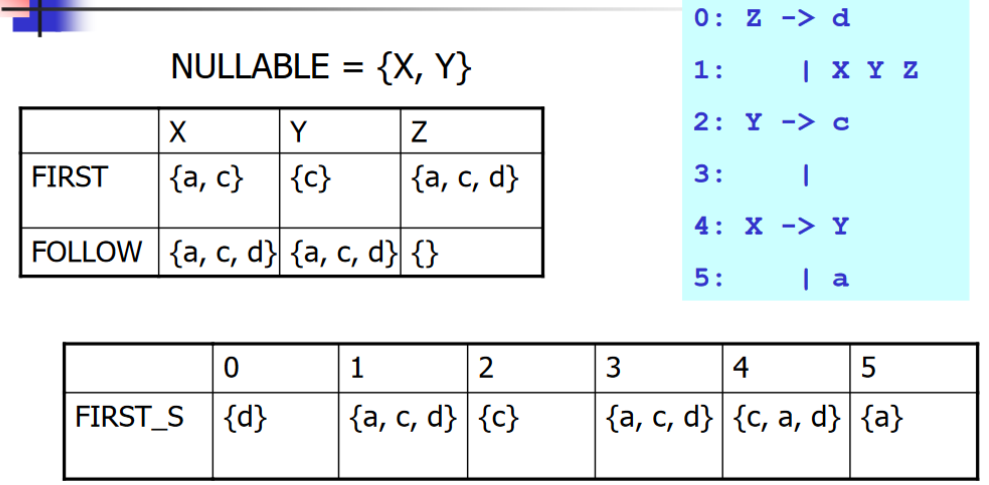 NULLABLE = {X, Y}
X Y Z
FIRST {a, c} {c} {a, c, d}
FOLLOW {a, c, d} {a, c, d} {}
0: Z -> d
1: | X Y Z
2: Y -> c
3: |
4: X -> Y
5: | a
0 1 2 3 4 5
FIRST_S {d} {a, c, d} {c} {a, c, d} {c, a, d} {a}